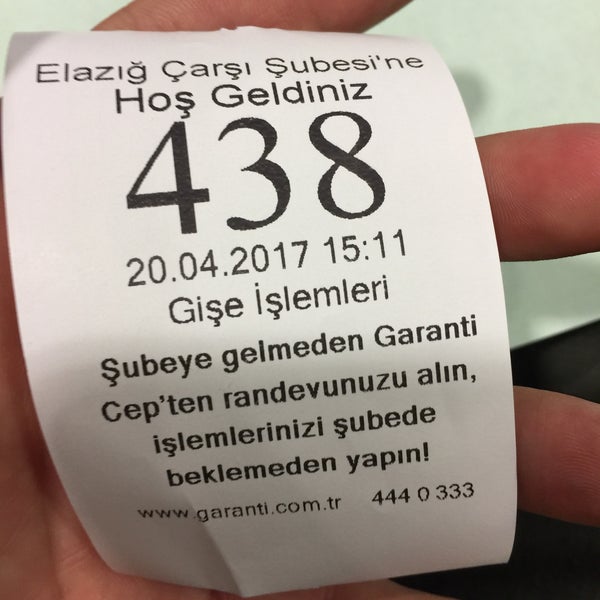 Elazığ Çarşı Şubesi'ne
Hoş Geldiniz
438
20.04.2017 15:11
Gişe İşlemleri
Şubeye gelmeden Garanti
Cep'ten randevunuzu alın,
işlemlerinizi şubede
beklemeden yapın!
www.garanti.com.tr 444 0 333